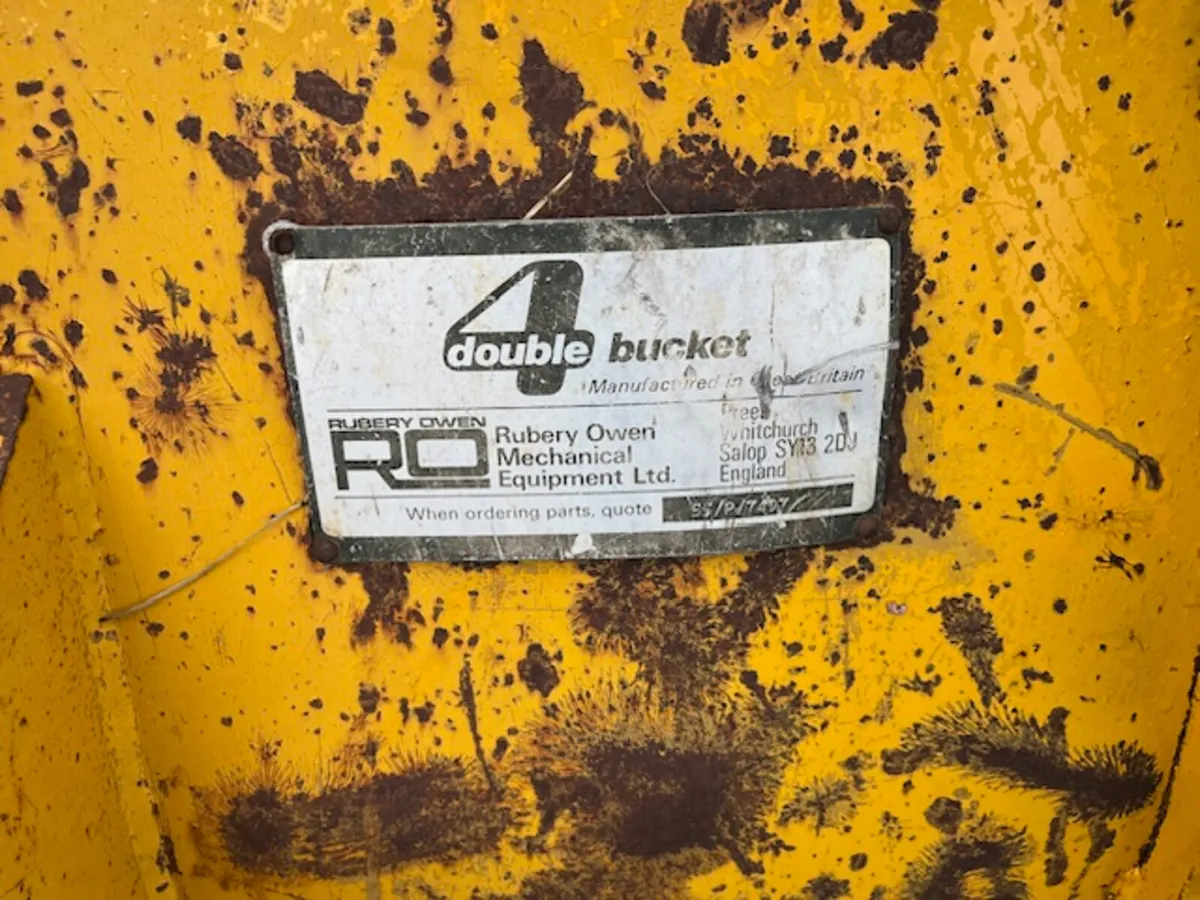 4
double bucket
Manufactured in Great Britain
RUBERY OWEN
RO
Rubery Owen
Mechanical
Equipment Ltd.
Prees,
Whitchurch
Salop SY13 2DJ
England
When ordering parts, quote